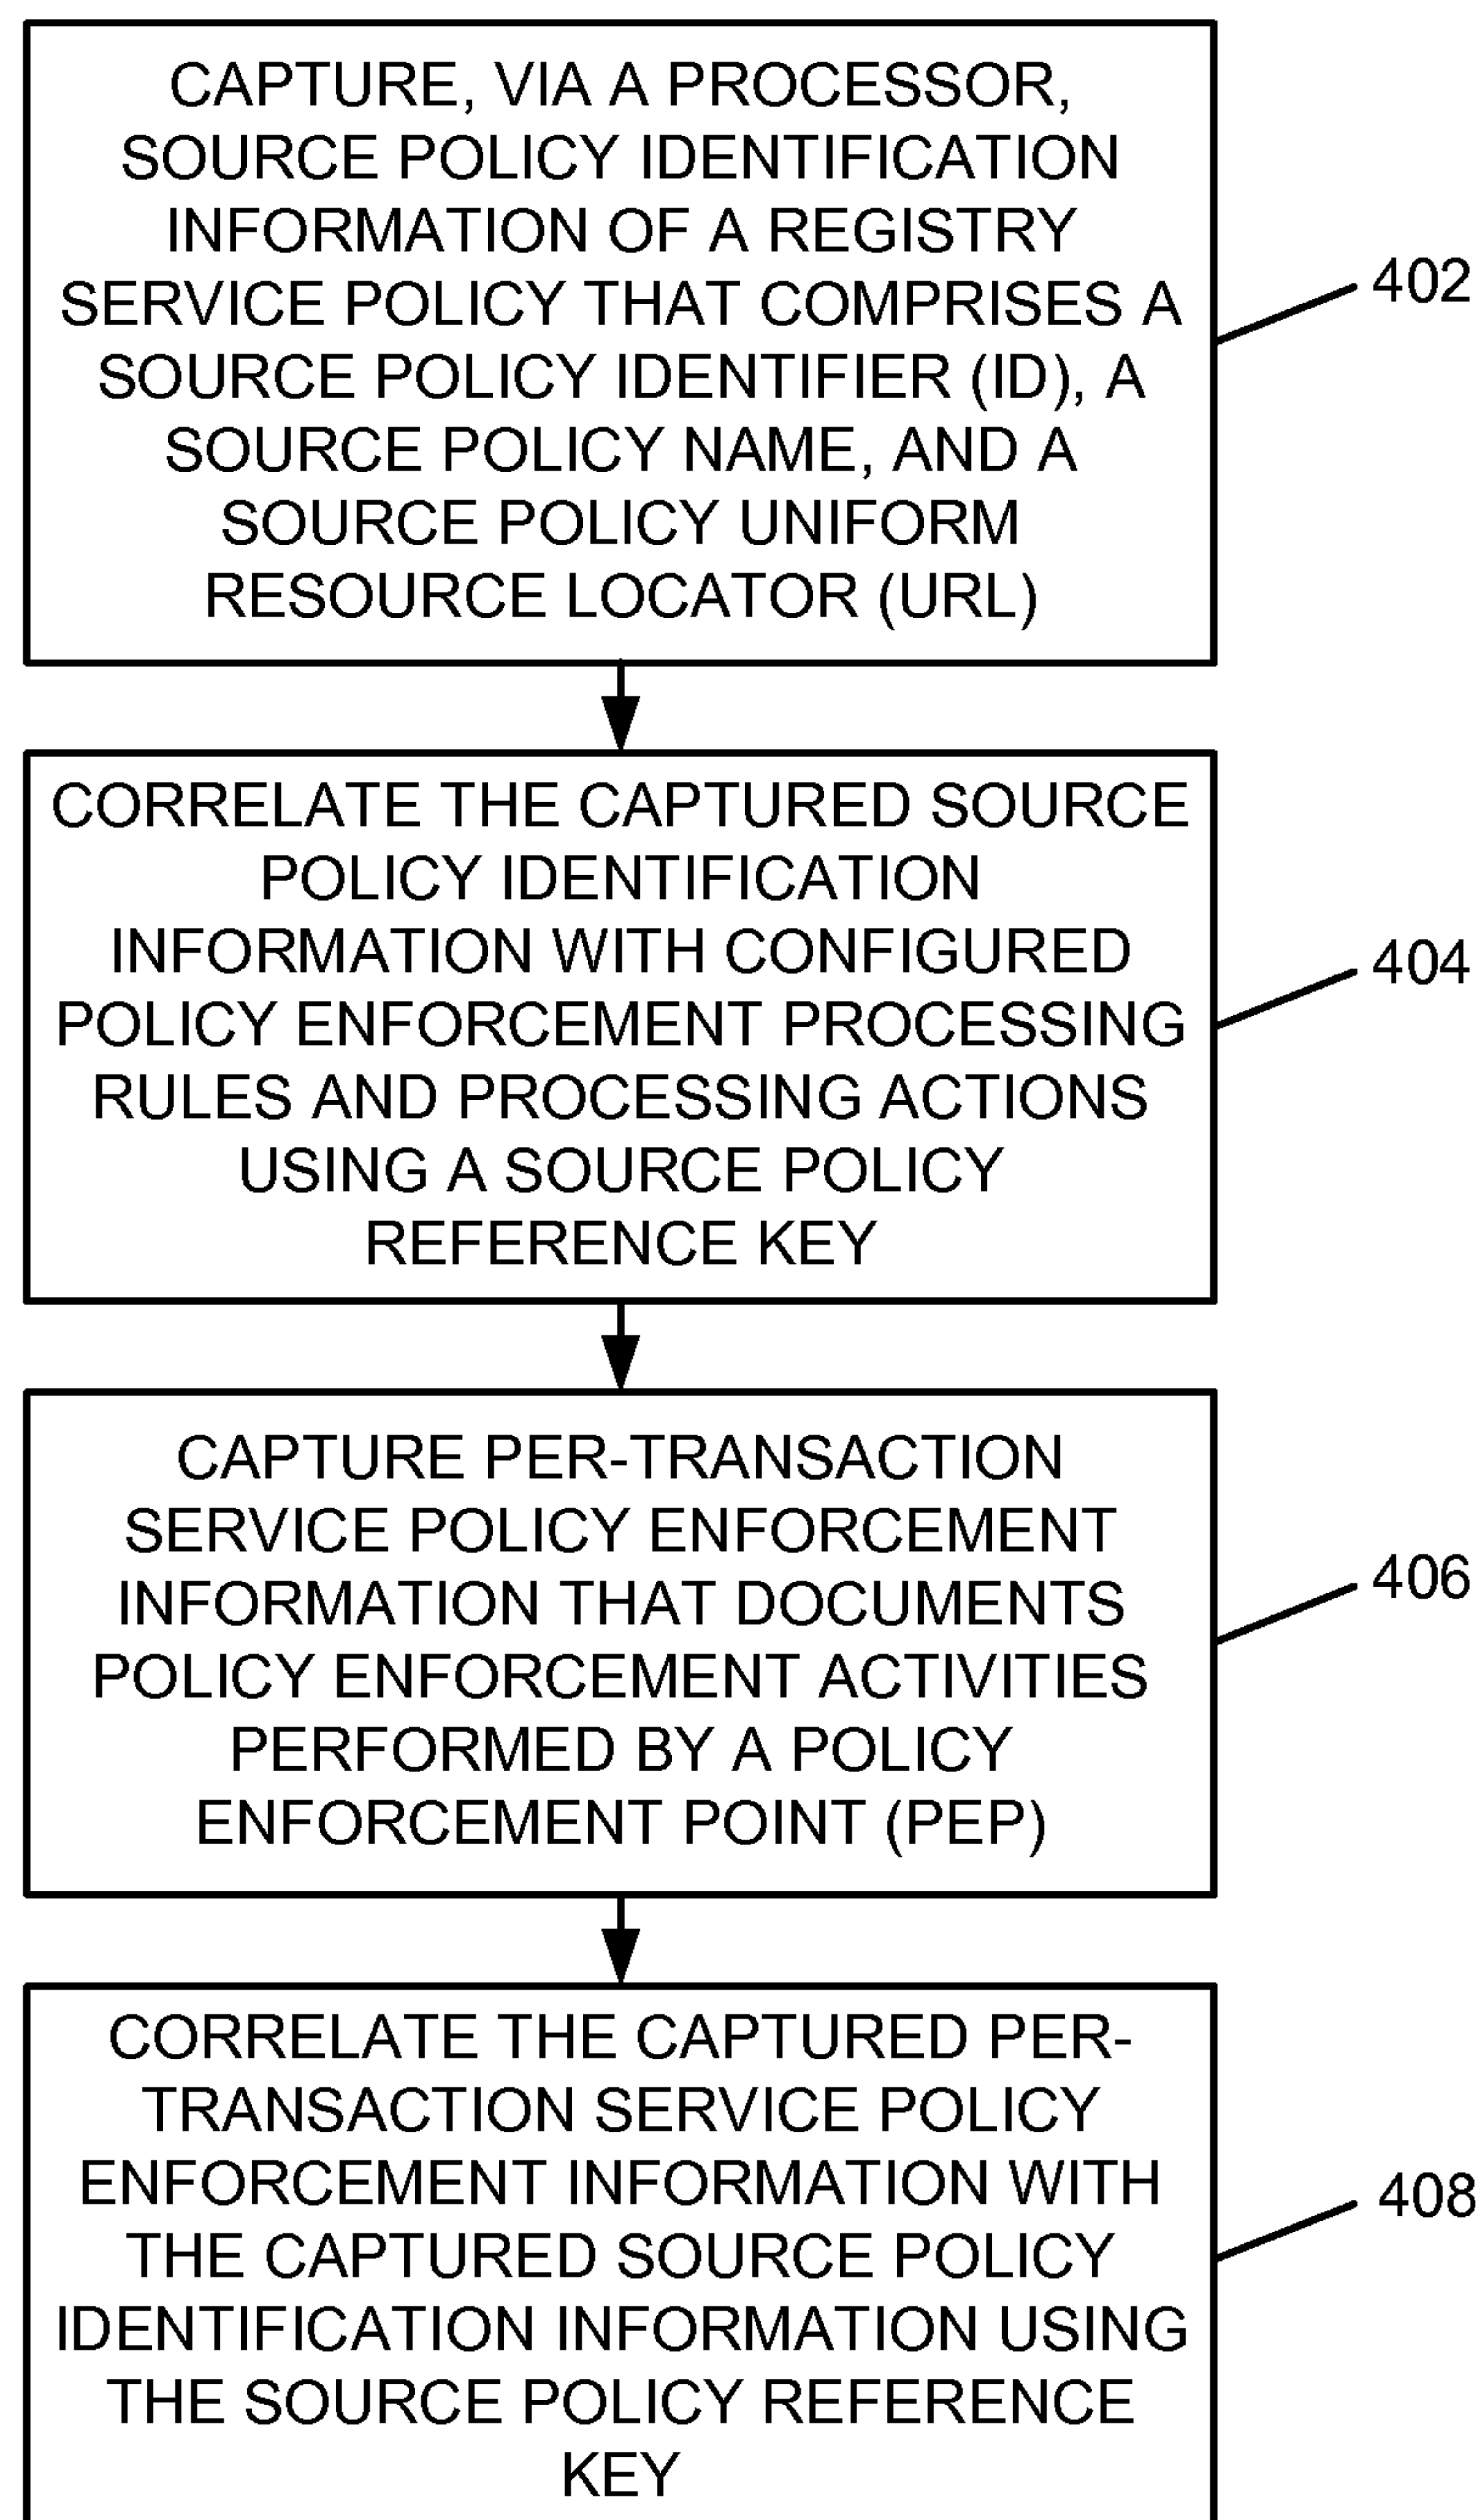 CAPTURE, VIA A PROCESSOR,
SOURCE POLICY IDENTIFICATION
INFORMATION OF A REGISTRY
SERVICE POLICY THAT COMPRISES A
SOURCE POLICY IDENTIFIER (ID), A
SOURCE POLICY NAME, AND A
SOURCE POLICY UNIFORM
RESOURCE LOCATOR (URL)
402
CORRELATE THE CAPTURED SOURCE
POLICY IDENTIFICATION
INFORMATION WITH CONFIGURED
POLICY ENFORCEMENT PROCESSING
RULES AND PROCESSING ACTIONS
USING A SOURCE POLICY
REFERENCE KEY
404
CAPTURE PER-TRANSACTION
SERVICE POLICY ENFORCEMENT
INFORMATION THAT DOCUMENTS
POLICY ENFORCEMENT ACTIVITIES
PERFORMED BY A POLICY
ENFORCEMENT POINT (PEP)
406
CORRELATE THE CAPTURED PER-
TRANSACTION SERVICE POLICY
ENFORCEMENT INFORMATION WITH
THE CAPTURED SOURCE POLICY
IDENTIFICATION INFORMATION USING
THE SOURCE POLICY REFERENCE
KEY
408